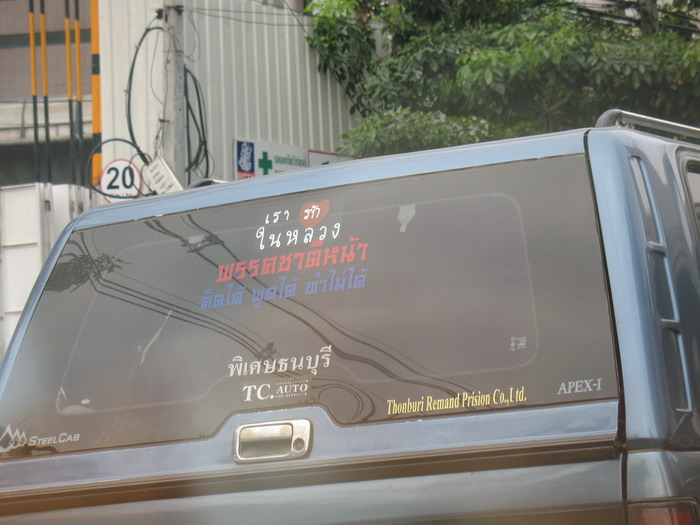 20
เรา รัก
ในหลวง
พรรคชาตีหน้า
คิดได้ พูดได้ ทำไม่ได้
พิเศษธนบุรี
TC. AUTO
Thonburi Remand Prision Co.,Ltd.
APEX-I
STEELCAB